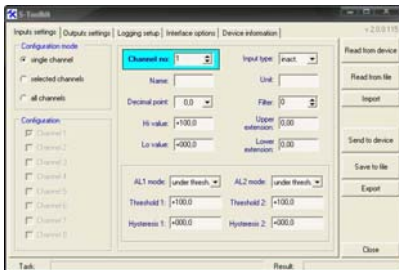 S-Toolkit
Inputs settings | Outputs settings | Logging setup | Interface options | Device information
Configuration mode
single channel
selected channels
all channels
Configuration
Channel 1
Channel 2
Channel 3
Channel 4
Channel 5
Channel 6
Channel 7
Channel 8
Channel no: 1
Input type: inact.
Name:
Unit:
Decimal point: 0,0
Filter: 0
Hi value: +100,0
Upper extension: 0,00
Lo value: +000,0
Lower extension: 0,00
AL1 mode: under thresh.
AL2 mode: under thresh.
Threshold 1: +100,0
Threshold 2: +100,0
Hysteresis 1: +000,0
Hysteresis 2: +000,0
Read from device
Read from file
Import
Send to device
Save to file
Export
Close
Task:
Result: